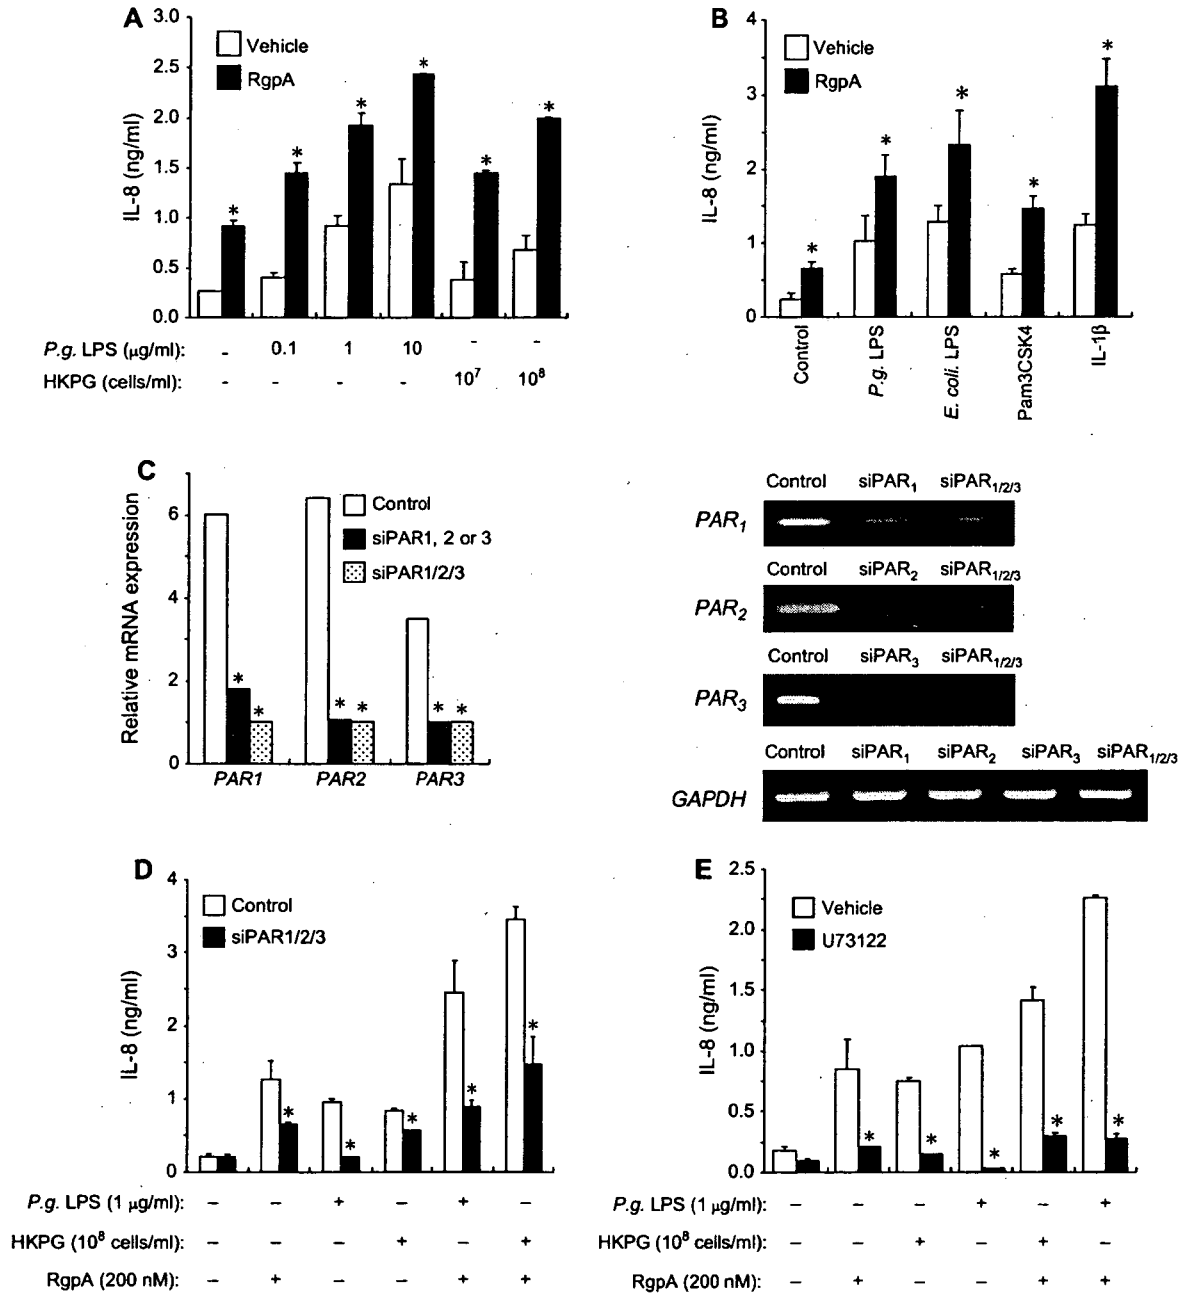 A
3.0
2.5
2.0
1.5
1.0
0.5
0.0
IL-8 (ng/ml)
Vehicle
RgpA
* * * * * *
P.g. LPS (μg/ml): - 0.1 1 10 - -
HKPG (cells/ml): - - - - 10⁷ 10⁸
B
4
3
2
1
0
IL-8 (ng/ml)
Vehicle
RgpA
* * * * *
Control
P.g. LPS
E. coli. LPS
Pam3CSK4
IL-1β
C
6
4
2
0
Relative mRNA expression
Control
siPAR1, 2 or 3
siPAR1/2/3
* * * * * *
PAR1 PAR2 PAR3
Control siPAR₁ siPAR₁/₂/₃
PAR₁
Control siPAR₂ siPAR₁/₂/₃
PAR₂
Control siPAR₃ siPAR₁/₂/₃
PAR₃
Control siPAR₁ siPAR₂ siPAR₃ siPAR₁/₂/₃
GAPDH
D
4
3
2
1
0
IL-8 (ng/ml)
Control
siPAR1/2/3
* * * * *
P.g. LPS (1 μg/ml): – – + – + –
HKPG (10⁸ cells/ml): – – – + – +
RgpA (200 nM): – + – – + +
E
2.5
2.0
1.5
1.0
0.5
0.0
IL-8 (ng/ml)
Vehicle
U73122
* * * * *
P.g. LPS (1 μg/ml): – – – + – +
HKPG (10⁸ cells/ml): – – + – + –
RgpA (200 nM): – + – – + +